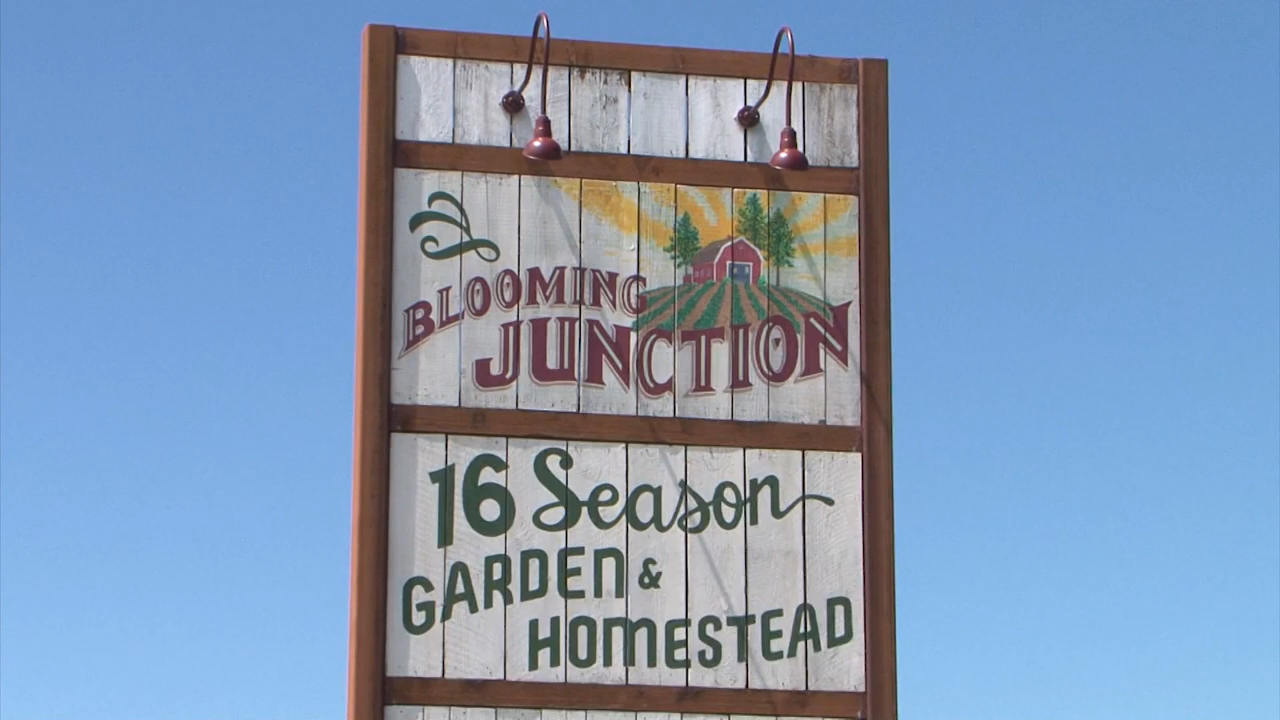 BLOOMING
JUNCTION
16 Season
GARDEN &
HOMESTEAD